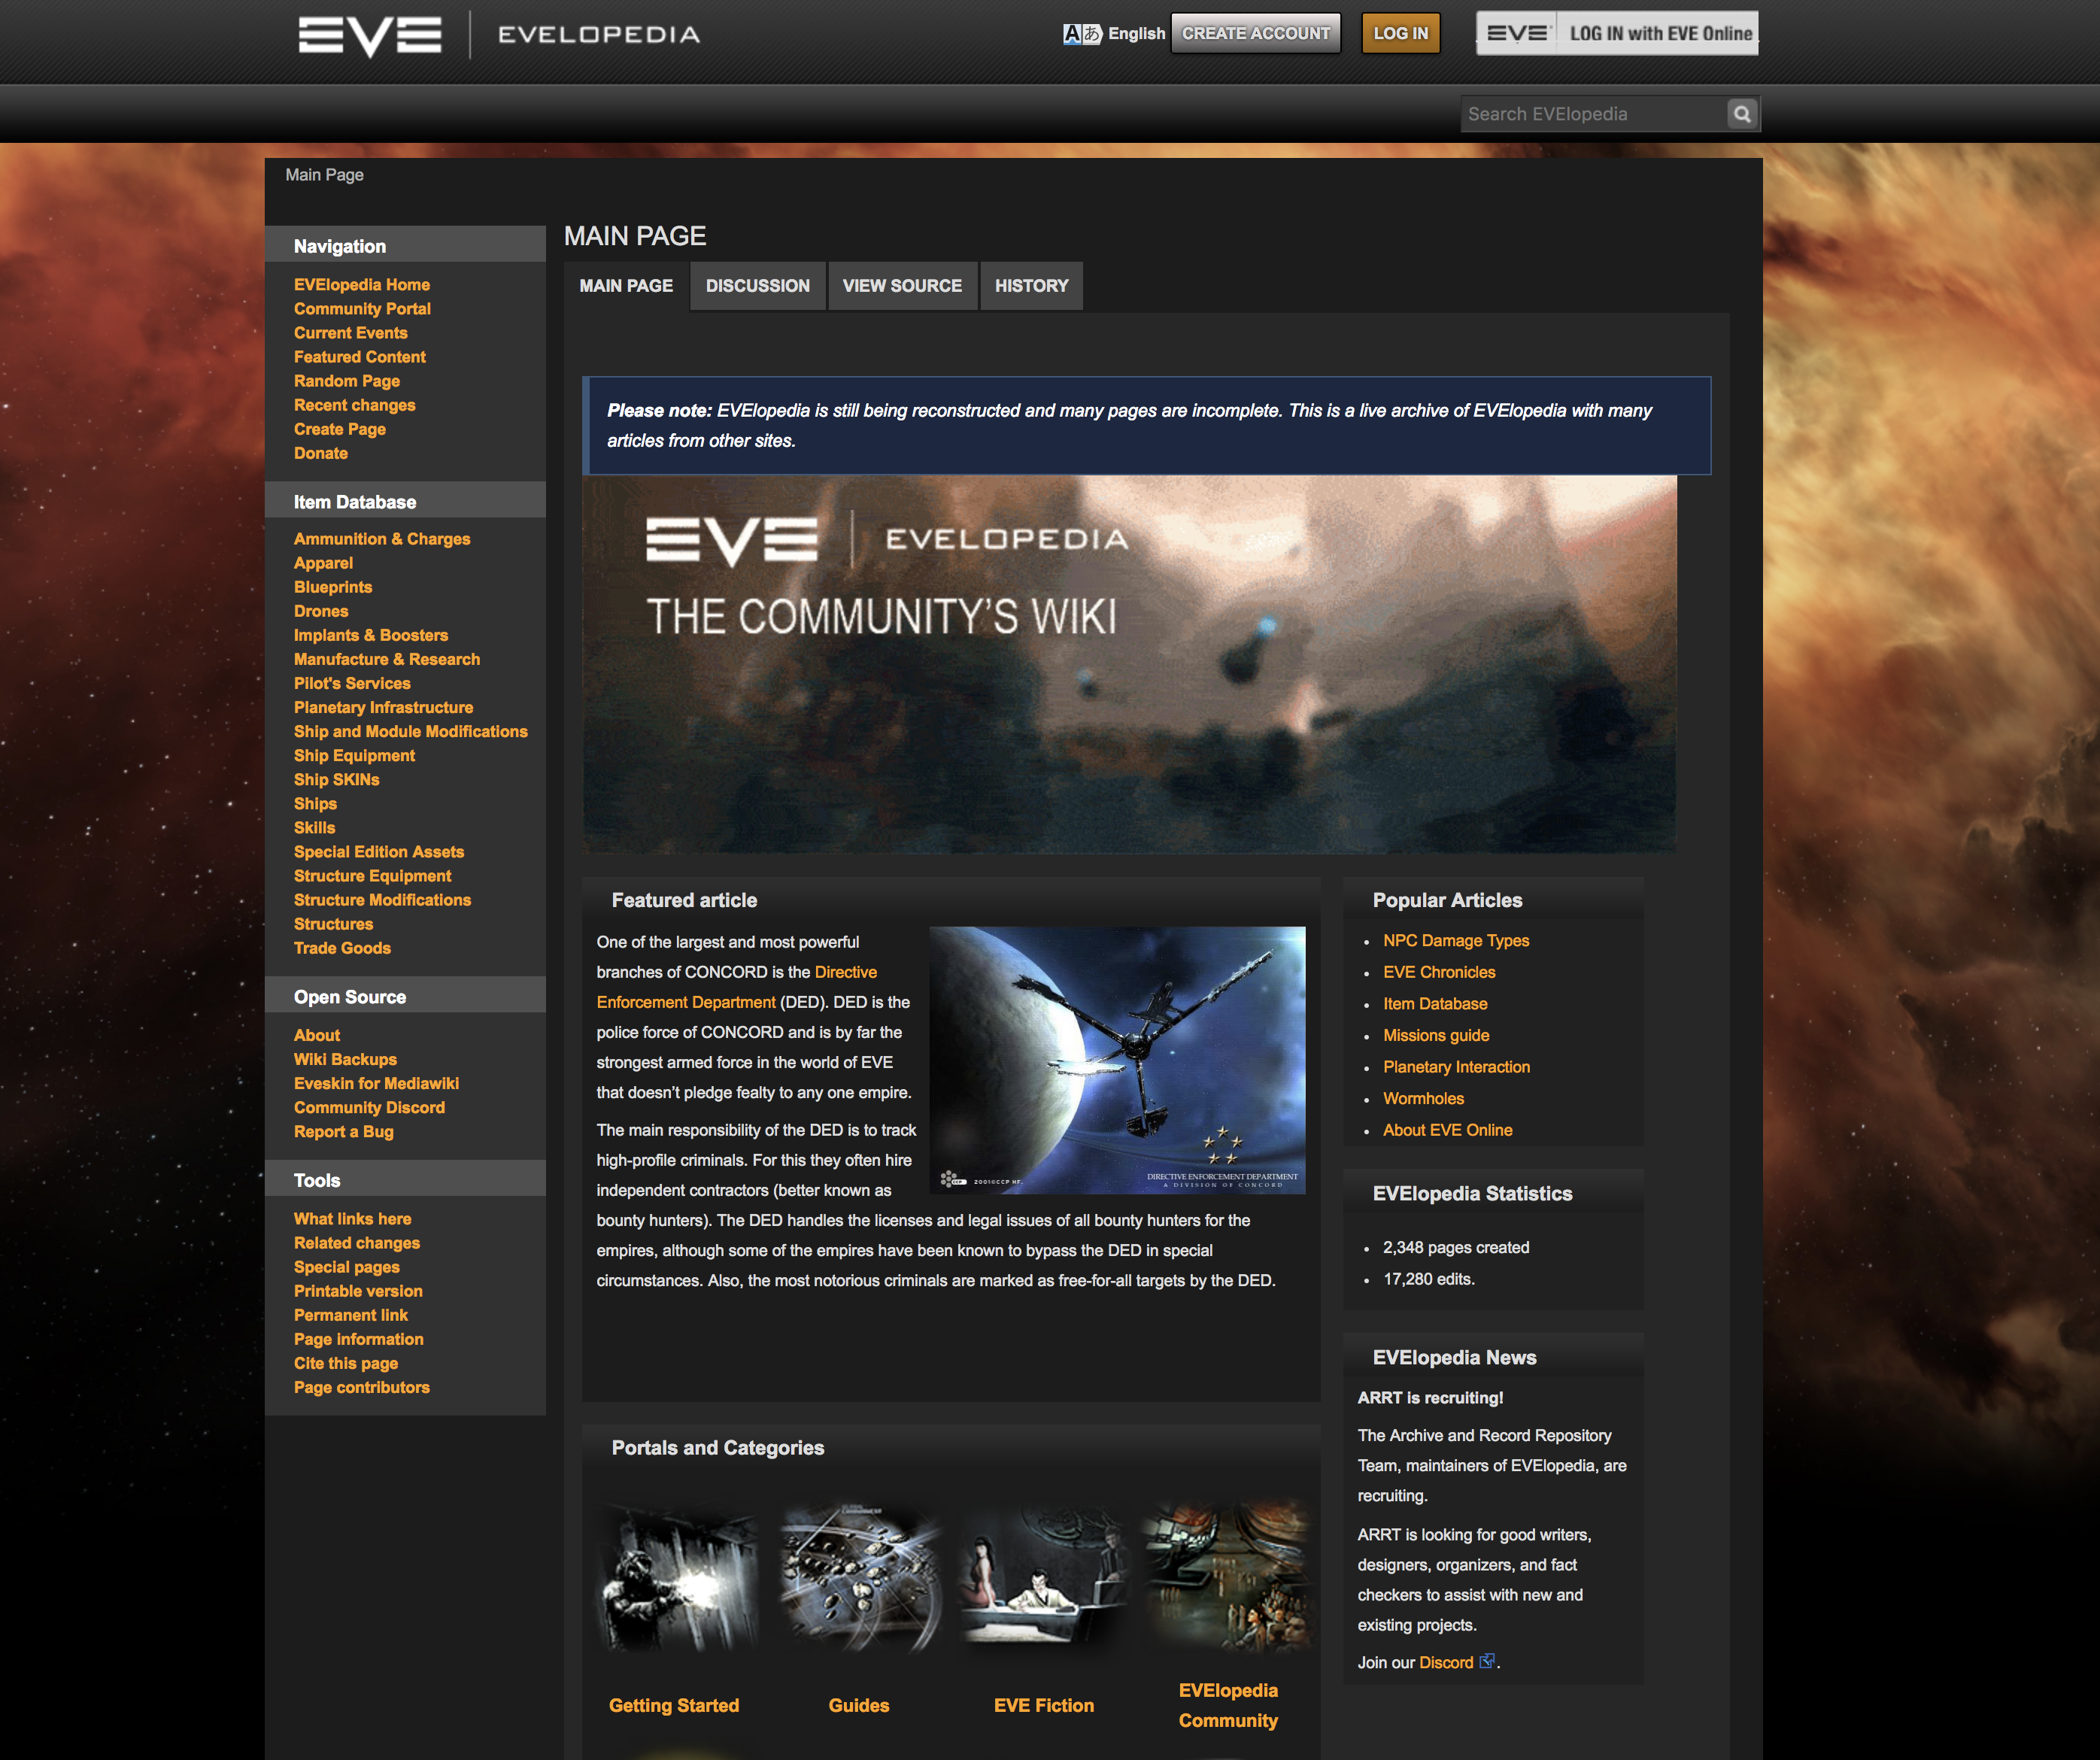 EVE EVELOPEDIA
English
CREATE ACCOUNT
LOG IN
EVE LOG IN with EVE Online
Search EVElopedia
Main Page
Navigation
EVElopedia Home
Community Portal
Current Events
Featured Content
Random Page
Recent changes
Create Page
Donate
Item Database
Ammunition & Charges
Apparel
Blueprints
Drones
Implants & Boosters
Manufacture & Research
Pilot's Services
Planetary Infrastructure
Ship and Module Modifications
Ship Equipment
Ship SKINs
Ships
Skills
Special Edition Assets
Structure Equipment
Structure Modifications
Structures
Trade Goods
Open Source
About
Wiki Backups
Eveskin for Mediawiki
Community Discord
Report a Bug
Tools
What links here
Related changes
Special pages
Printable version
Permanent link
Page information
Cite this page
Page contributors
MAIN PAGE
MAIN PAGE
DISCUSSION
VIEW SOURCE
HISTORY
Please note: EVElopedia is still being reconstructed and many pages are incomplete. This is a live archive of EVElopedia with many
articles from other sites.
EVE EVELOPEDIA
THE COMMUNITY'S WIKI
Featured article
One of the largest and most powerful
branches of CONCORD is the Directive
Enforcement Department (DED). DED is the
police force of CONCORD and is by far the
strongest armed force in the world of EVE
that doesn't pledge fealty to any one empire.
The main responsibility of the DED is to track
high-profile criminals. For this they often hire
independent contractors (better known as
bounty hunters). The DED handles the licenses and legal issues of all bounty hunters for the
empires, although some of the empires have been known to bypass the DED in special
circumstances. Also, the most notorious criminals are marked as free-for-all targets by the DED.
2001©CCP HF.
DIRECTIVE ENFORCEMENT DEPARTMENT
A DIVISION OF CONCORD
Portals and Categories
Getting Started
Guides
EVE Fiction
EVElopedia
Community
Popular Articles
NPC Damage Types
EVE Chronicles
Item Database
Missions guide
Planetary Interaction
Wormholes
About EVE Online
EVElopedia Statistics
2,348 pages created
17,280 edits.
EVElopedia News
ARRT is recruiting!
The Archive and Record Repository
Team, maintainers of EVElopedia, are
recruiting.
ARRT is looking for good writers,
designers, organizers, and fact
checkers to assist with new and
existing projects.
Join our Discord .